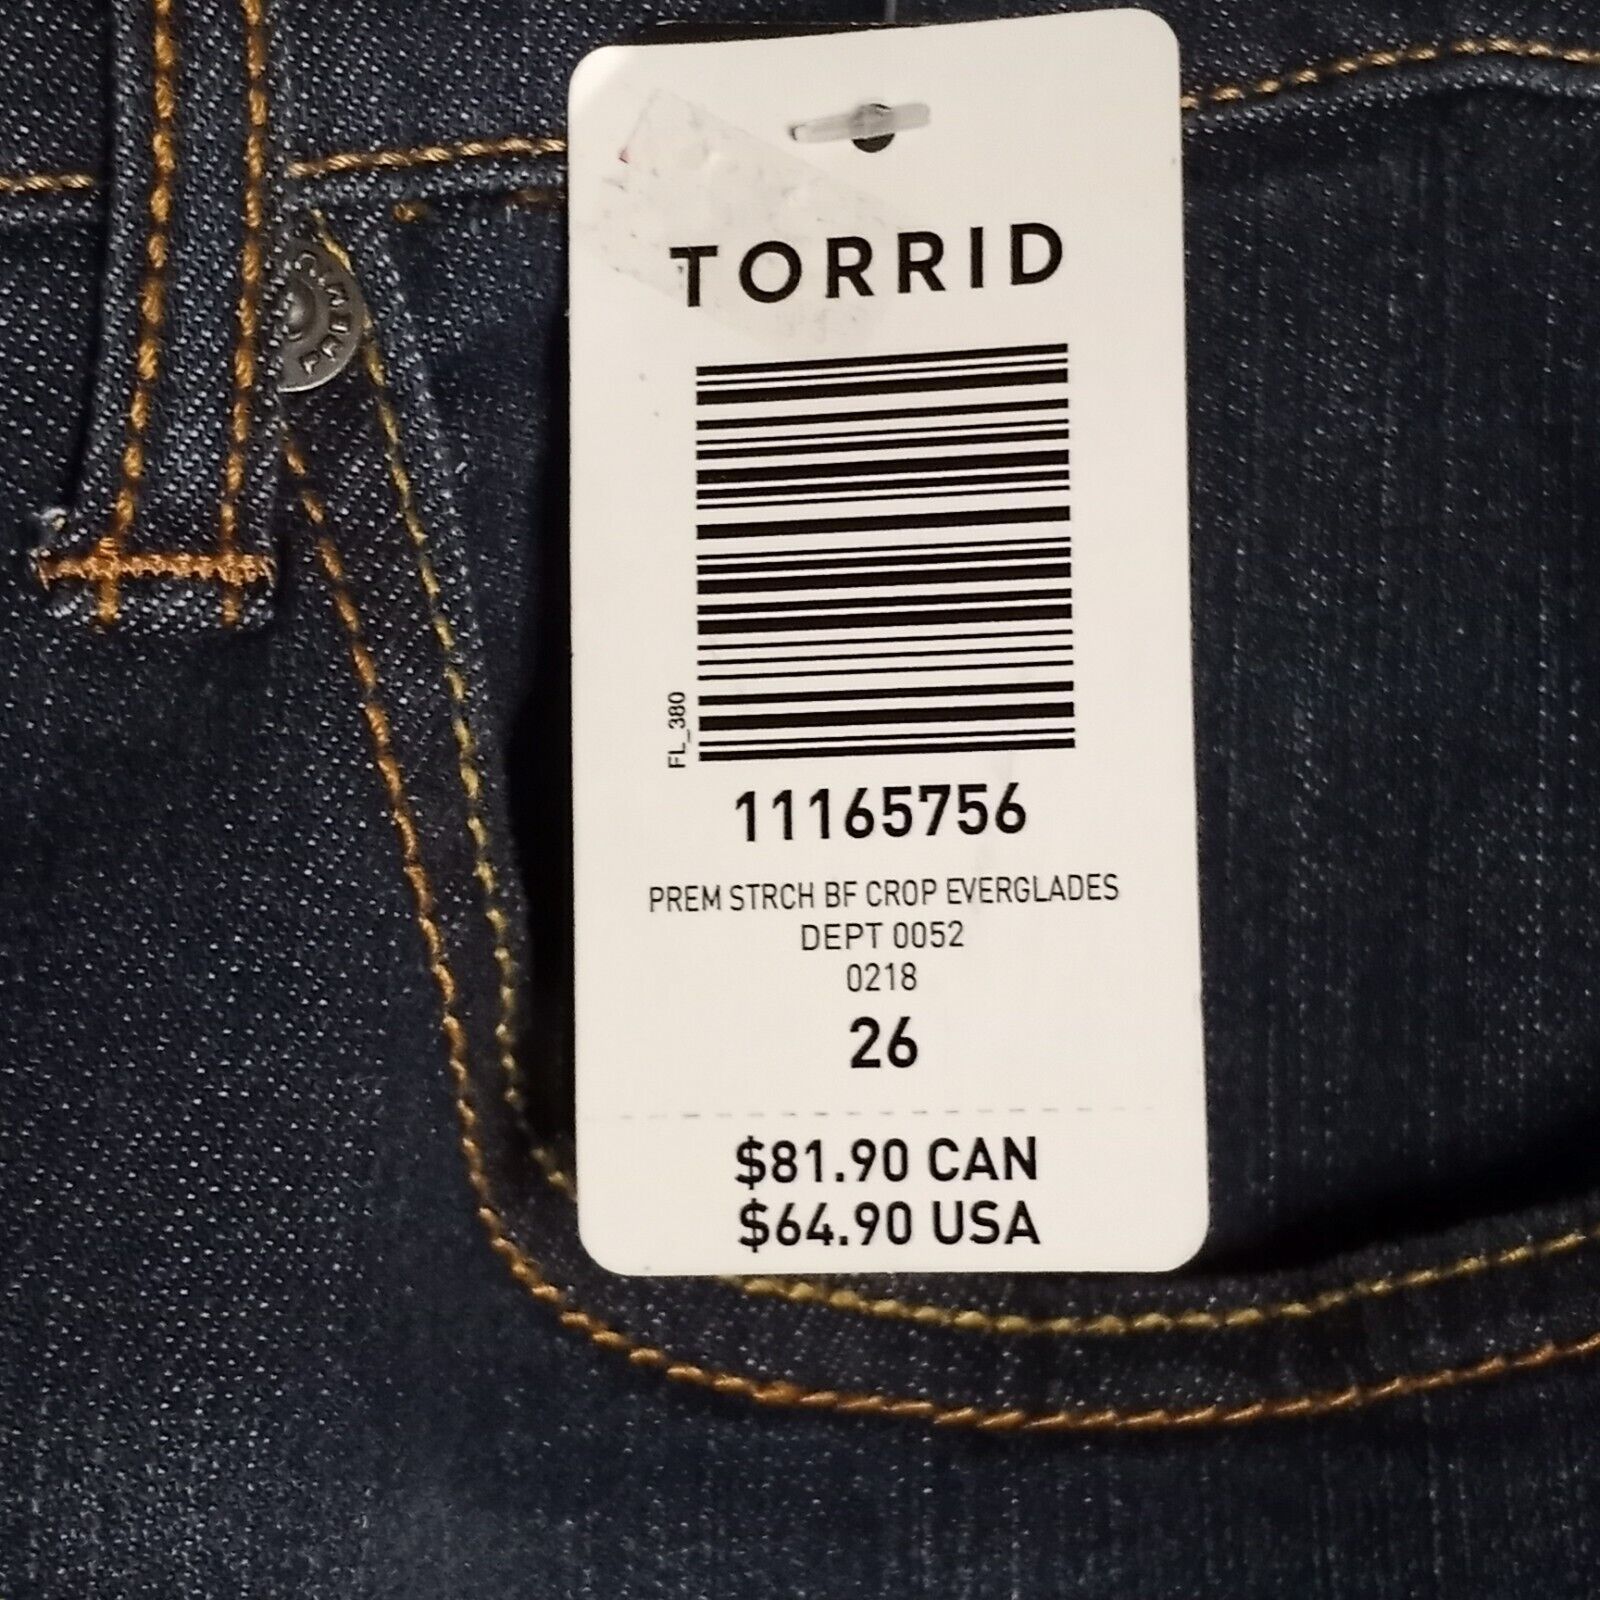 TORRID
FL_380
11165756
PREM STRCH BF CROP EVERGLADES
DEPT 0052
0218
26
$81.90 CAN
$64.90 USA